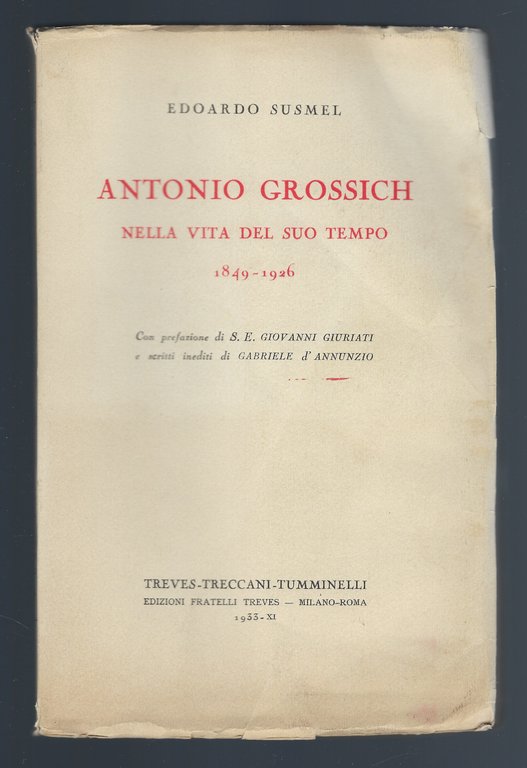 EDOARDO SUSMEL
ANTONIO GROSSICH
NELLA VITA DEL SUO TEMPO
1849-1926
Con prefazione di S. E. GIOVANNI GIURIATI
e scritti inediti di GABRIELE d'ANNUNZIO
TREVES-TRECCANI-TUMMINELLI
EDIZIONI FRATELLI TREVES — MILANO-ROMA
1933-XI